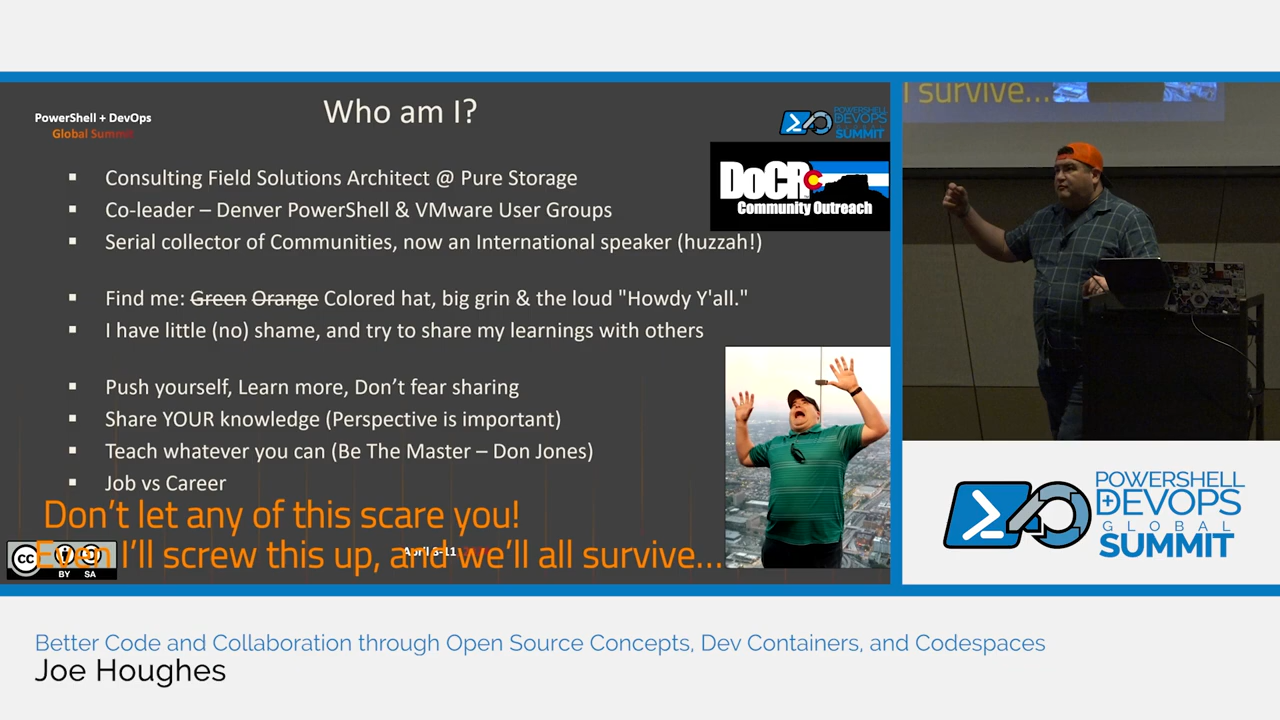 PowerShell + DevOps
Global Summit
Who am I?
POWERSHELL
DEVOPS
GLOBAL
SUMMIT
DoCR
Community Outreach
▪ Consulting Field Solutions Architect @ Pure Storage
▪ Co-leader – Denver PowerShell & VMware User Groups
▪ Serial collector of Communities, now an International speaker (huzzah!)
▪ Find me: Green Orange Colored hat, big grin & the loud "Howdy Y'all."
▪ I have little (no) shame, and try to share my learnings with others
▪ Push yourself, Learn more, Don’t fear sharing
▪ Share YOUR knowledge (Perspective is important)
▪ Teach whatever you can (Be The Master – Don Jones)
▪ Job vs Career
Don’t let any of this scare you!
Even I’ll screw this up, and we’ll all survive...
cc
BY SA
I survive...
POWERSHELL
+DEVOPS
GLOBAL
SUMMIT
Better Code and Collaboration through Open Source Concepts, Dev Containers, and Codespaces
Joe Houghes